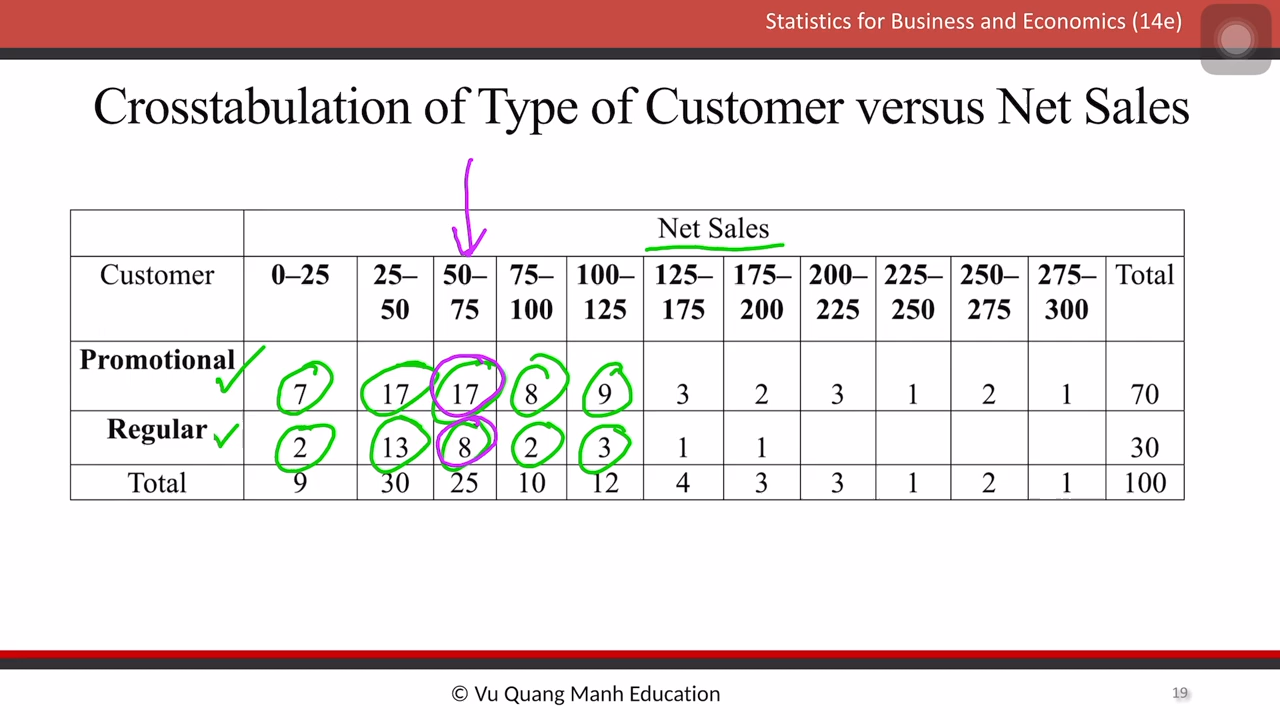 Statistics for Business and Economics (14e)
Crosstabulation of Type of Customer versus Net Sales
Net Sales
Customer 0–25 25–50 50–75 75–100 100–125 125–175 175–200 200–225 225–250 250–275 275–300 Total
Promotional 7 17 17 8 9 3 2 3 1 2 1 70
Regular 2 13 8 2 3 1 1 30
Total 9 30 25 10 12 4 3 3 1 2 1 100
© Vu Quang Manh Education
19